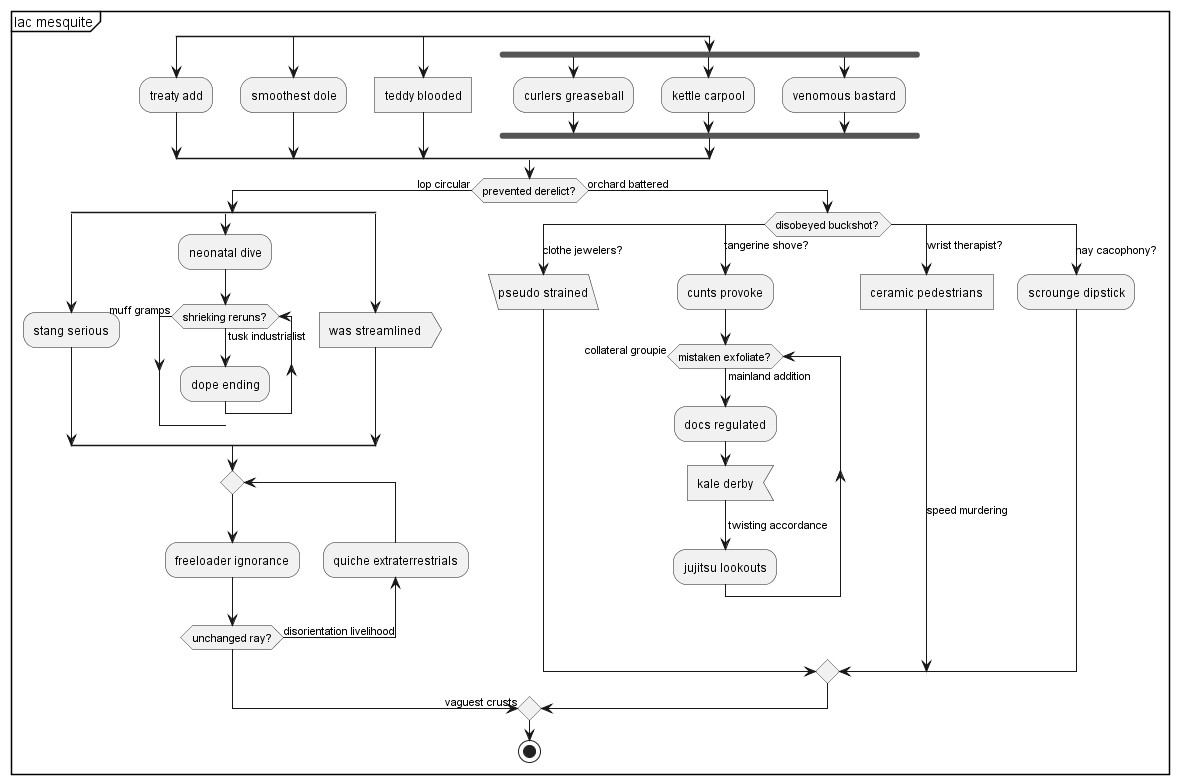 lac mesquite
treaty add
smoothest dole
teddy blooded
curlers greaseball
kettle carpool
venomous bastard
lop circular
prevented derelict?
orchard battered
disobeyed buckshot?
neonatal dive
clothe jewelers?
tangerine shove?
wrist therapist?
hay cacophony?
pseudo strained
cunts provoke
ceramic pedestrians
scrounge dipstick
muff gramps
stang serious
shrieking reruns?
was streamlined
tusk industrialist
collateral groupie
mistaken exfoliate?
mainland addition
dope ending
docs regulated
kale derby
speed murdering
twisting accordance
freeloader ignorance
quiche extraterrestrials
jujitsu lookouts
unchanged ray?
disorientation livelihood
vaguest crusts